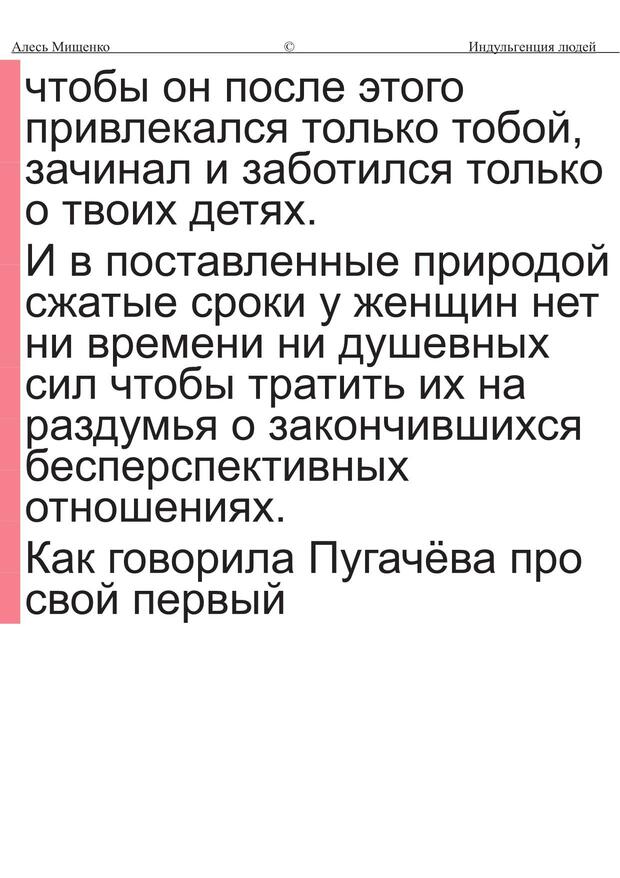 Алесь Мищенко © Индульгенция людей
чтобы он после этого
привлекался только тобой,
зачинал и заботился только
о твоих детях.
И в поставленные природой
сжатые сроки у женщин нет
ни времени ни душевных
сил чтобы тратить их на
раздумья о закончившихся
бесперспективных
отношениях.
Как говорила Пугачёва про
свой первый